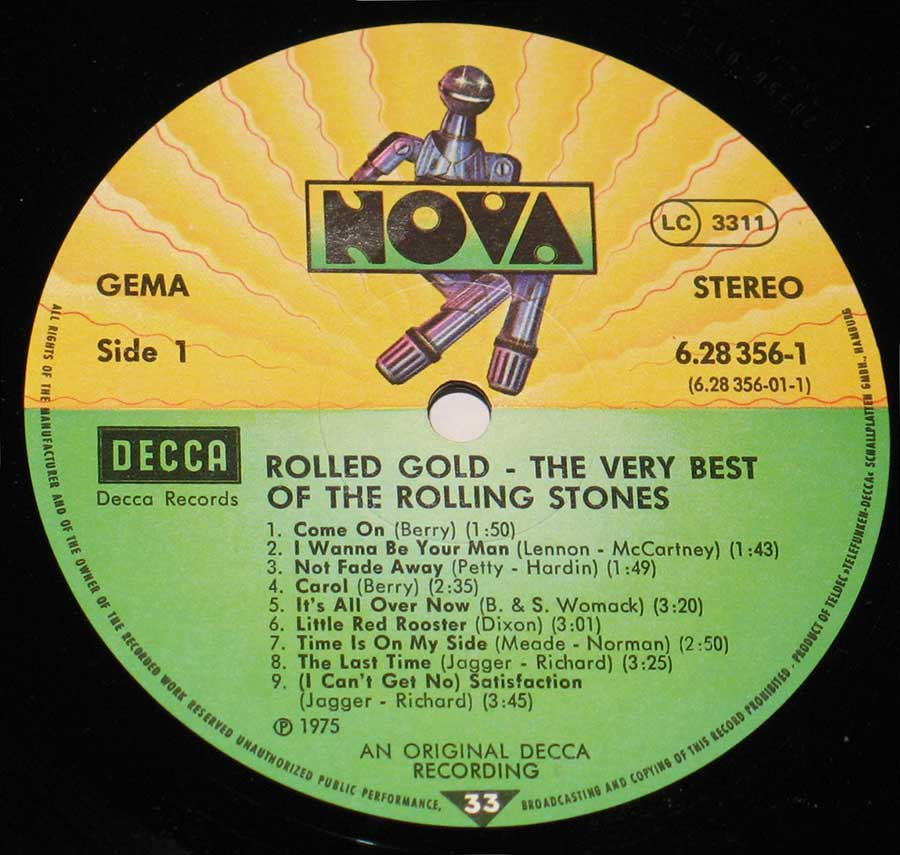 NOVA
LC 3311
GEMA
STEREO
Side 1
6.28 356-1
(6.28 356-01-1)
DECCA
Decca Records
ROLLED GOLD - THE VERY BEST
OF THE ROLLING STONES
1. Come On (Berry) (1:50)
2. I Wanna Be Your Man (Lennon - McCartney) (1:43)
3. Not Fade Away (Petty - Hardin) (1:49)
4. Carol (Berry) (2:35)
5. It's All Over Now (B. & S. Womack) (3:20)
6. Little Red Rooster (Dixon) (3:01)
7. Time Is On My Side (Meade - Norman) (2:50)
8. The Last Time (Jagger - Richard) (3:25)
9. (I Can't Get No) Satisfaction
(Jagger - Richard) (3:45)
℗ 1975
AN ORIGINAL DECCA
RECORDING
33
ALL RIGHTS OF THE MANUFACTURER AND OF THE OWNER OF THE RECORDED WORK RESERVED UNAUTHORIZED PUBLIC PERFORMANCE, BROADCASTING AND COPYING OF THIS RECORD PROHIBITED - PRODUCT OF TELDEC »TELEFUNKEN-DECCA« SCHALLPLATTEN GMBH., HAMBURG